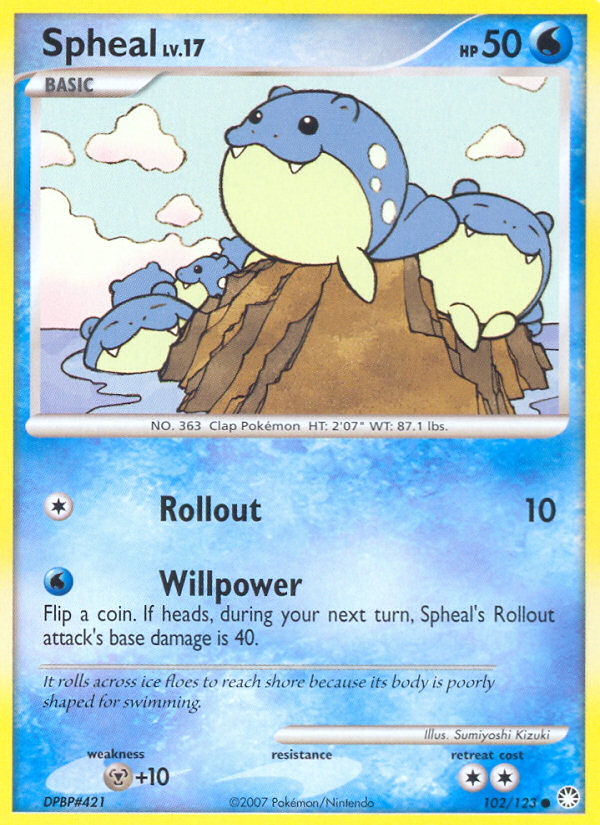 Spheal LV.17 HP 50
BASIC
NO. 363 Clap Pokémon HT: 2'07" WT: 87.1 lbs.
Rollout 10
Willpower
Flip a coin. If heads, during your next turn, Spheal's Rollout
attack's base damage is 40.
It rolls across ice floes to reach shore because its body is poorly
shaped for swimming.
Illus. Sumiyoshi Kizuki
weakness resistance retreat cost
+10
DPBP#421 ©2007 Pokémon/Nintendo 102/123